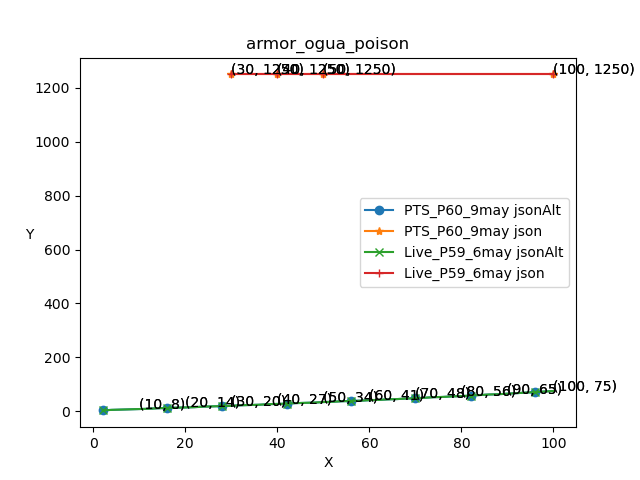 armor_ogua_poison
(30, 1250) (40, 1250) (50, 1250) (100, 1250)
1200
1000
800
PTS_P60_9may jsonAlt
PTS_P60_9may json
Live_P59_6may jsonAlt
Live_P59_6may json
Y
600
400
200
(10, 8) (20, 14) (30, 20) (40, 27) (50, 34) (60, 41) (70, 48) (80, 56) (90, 65) (100, 75)
0
0 20 40 60 80 100
X